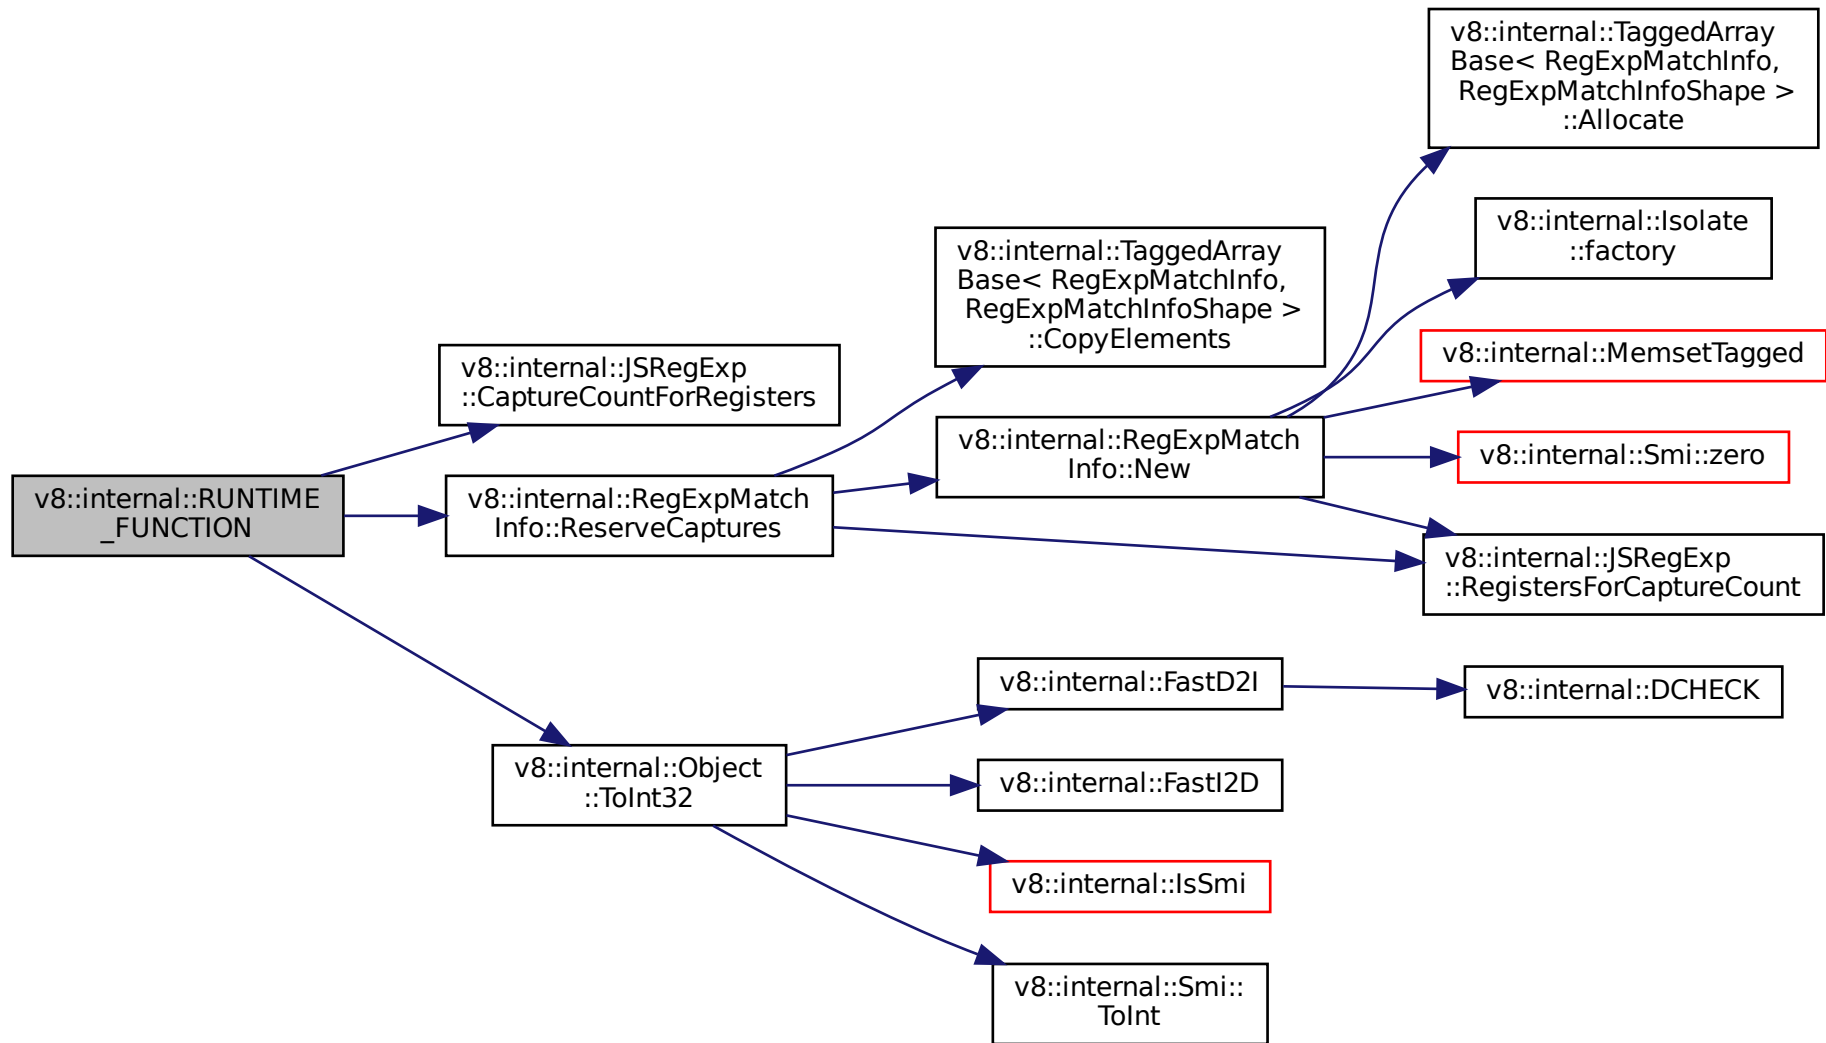 v8::internal::RUNTIME
_FUNCTION
v8::internal::JSRegExp
::CaptureCountForRegisters
v8::internal::RegExpMatch
Info::ReserveCaptures
v8::internal::Object
::ToInt32
v8::internal::TaggedArray
Base< RegExpMatchInfo,
RegExpMatchInfoShape >
::CopyElements
v8::internal::RegExpMatch
Info::New
v8::internal::FastD2I
v8::internal::FastI2D
v8::internal::IsSmi
v8::internal::Smi::
ToInt
v8::internal::TaggedArray
Base< RegExpMatchInfo,
RegExpMatchInfoShape >
::Allocate
v8::internal::Isolate
::factory
v8::internal::MemsetTagged
v8::internal::Smi::zero
v8::internal::JSRegExp
::RegistersForCaptureCount
v8::internal::DCHECK